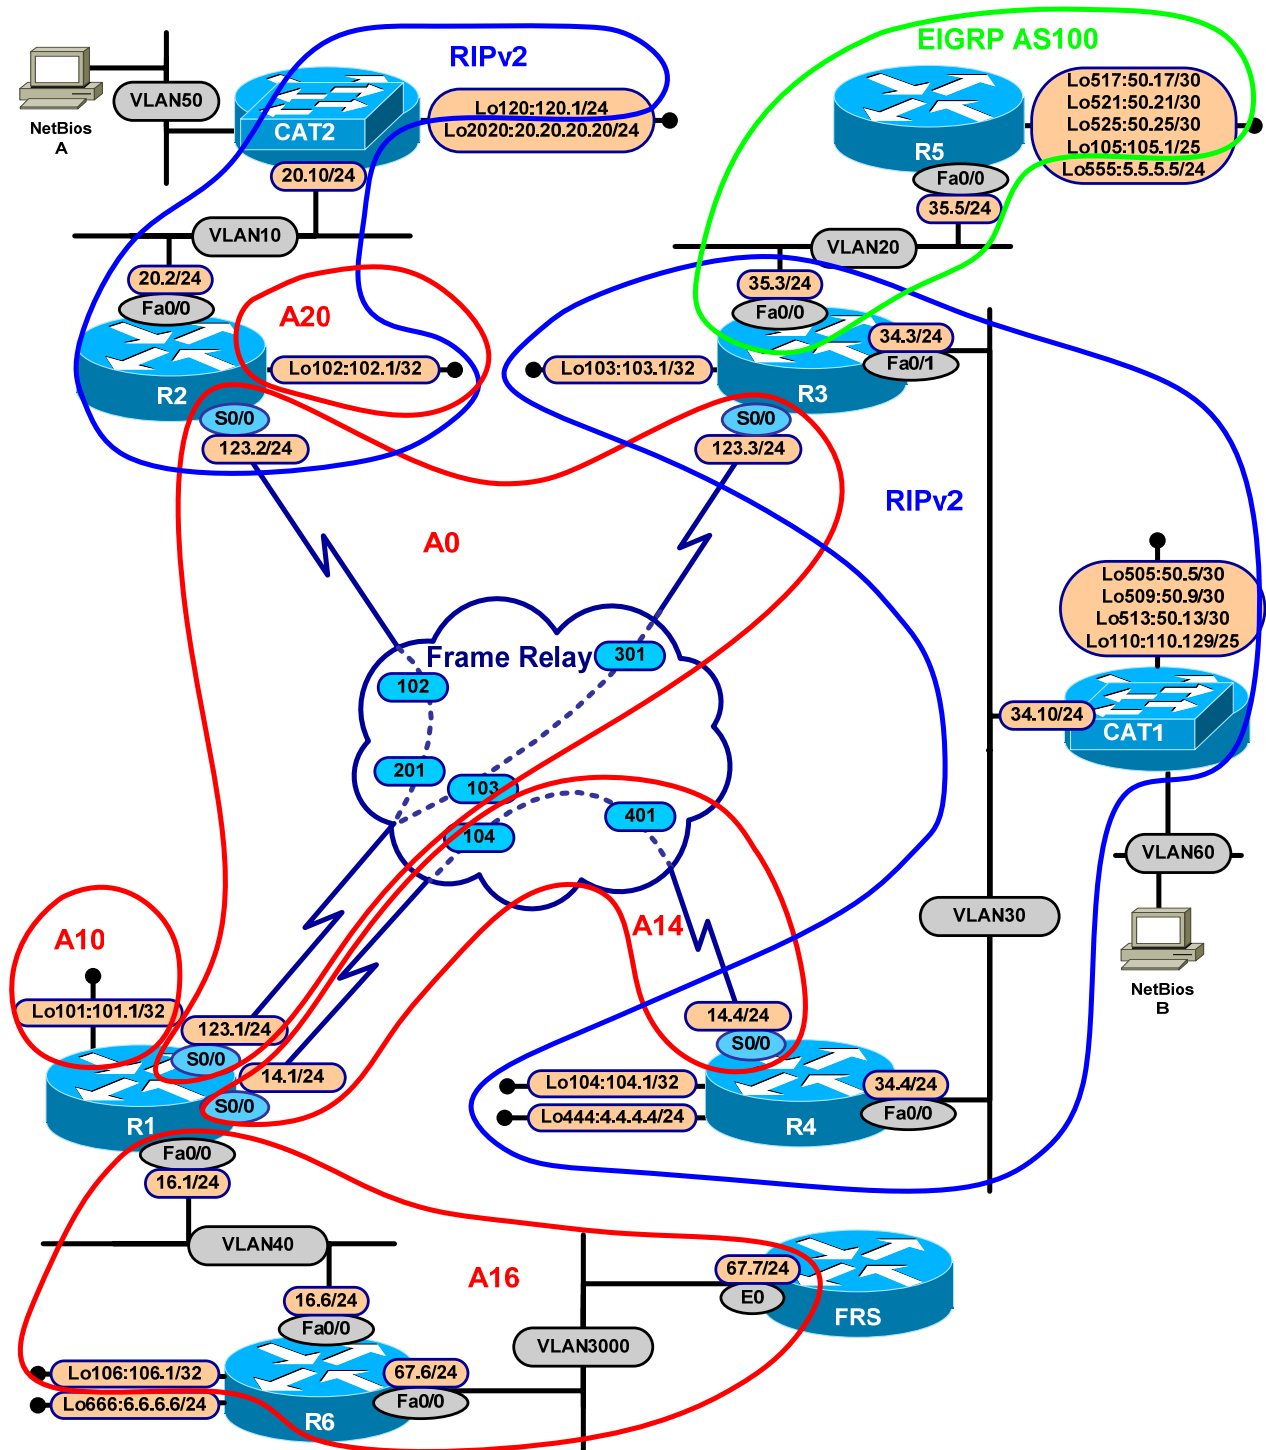 EIGRP AS100
RIPv2
VLAN50
NetBios
A
CAT2
Lo120:120.1/24
Lo2020:20.20.20.20/24
20.10/24
VLAN10
20.2/24
Fa0/0
R5
Lo517:50.17/30
Lo521:50.21/30
Lo525:50.25/30
Lo105:105.1/25
Lo555:5.5.5.5/24
Fa0/0
35.5/24
VLAN20
35.3/24
Fa0/0
A20
R2
Lo102:102.1/32
S0/0
123.2/24
Lo103:103.1/32
R3
34.3/24
Fa0/1
S0/0
123.3/24
RIPv2
A0
Lo505:50.5/30
Lo509:50.9/30
Lo513:50.13/30
Lo110:110.129/25
34.10/24
CAT1
Frame Relay
301
102
201
103
104
401
VLAN60
NetBios
B
VLAN30
A10
Lo101:101.1/32
123.1/24
S0/0
14.1/24
S0/0
R1
Fa0/0
16.1/24
A14
14.4/24
S0/0
Lo104:104.1/32
Lo444:4.4.4.4/24
R4
34.4/24
Fa0/0
VLAN40
A16
16.6/24
Fa0/0
67.7/24
E0
FRS
VLAN3000
Lo106:106.1/32
Lo666:6.6.6.6/24
R6
67.6/24
Fa0/0